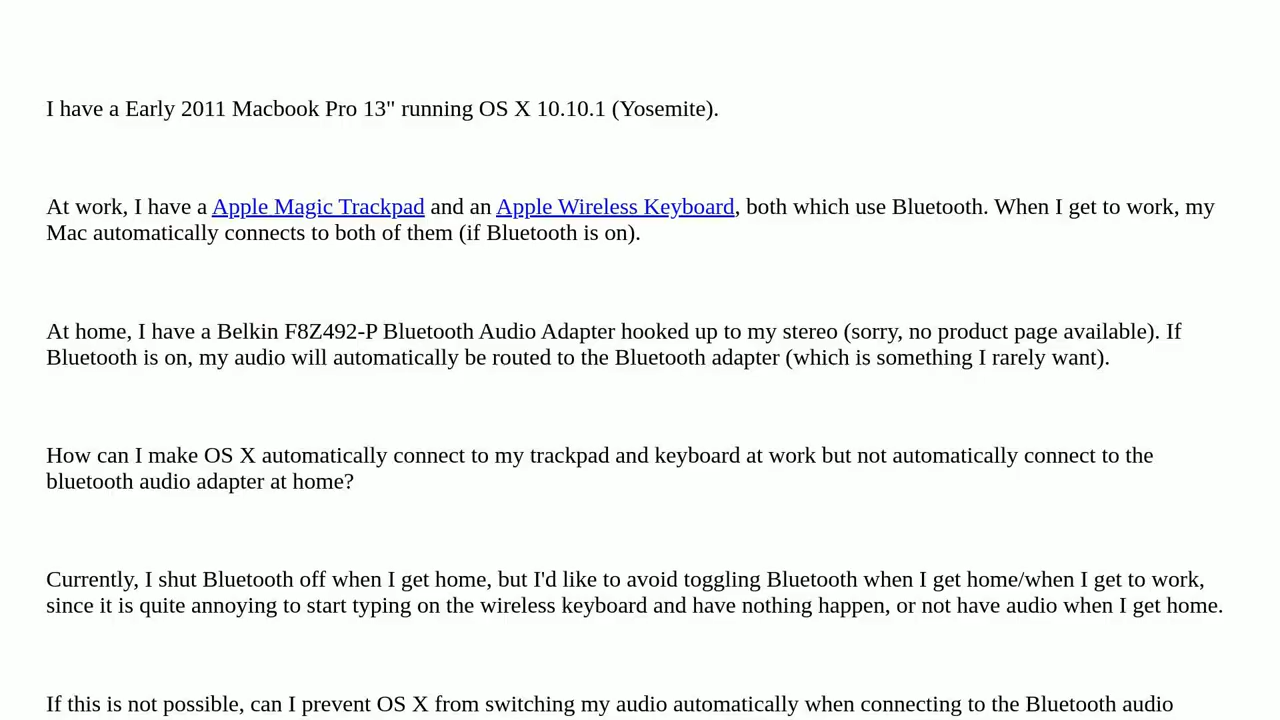 I have a Early 2011 Macbook Pro 13" running OS X 10.10.1 (Yosemite).
At work, I have a Apple Magic Trackpad and an Apple Wireless Keyboard, both which use Bluetooth. When I get to work, my
Mac automatically connects to both of them (if Bluetooth is on).
At home, I have a Belkin F8Z492-P Bluetooth Audio Adapter hooked up to my stereo (sorry, no product page available). If
Bluetooth is on, my audio will automatically be routed to the Bluetooth adapter (which is something I rarely want).
How can I make OS X automatically connect to my trackpad and keyboard at work but not automatically connect to the
bluetooth audio adapter at home?
Currently, I shut Bluetooth off when I get home, but I'd like to avoid toggling Bluetooth when I get home/when I get to work,
since it is quite annoying to start typing on the wireless keyboard and have nothing happen, or not have audio when I get home.
If this is not possible, can I prevent OS X from switching my audio automatically when connecting to the Bluetooth audio